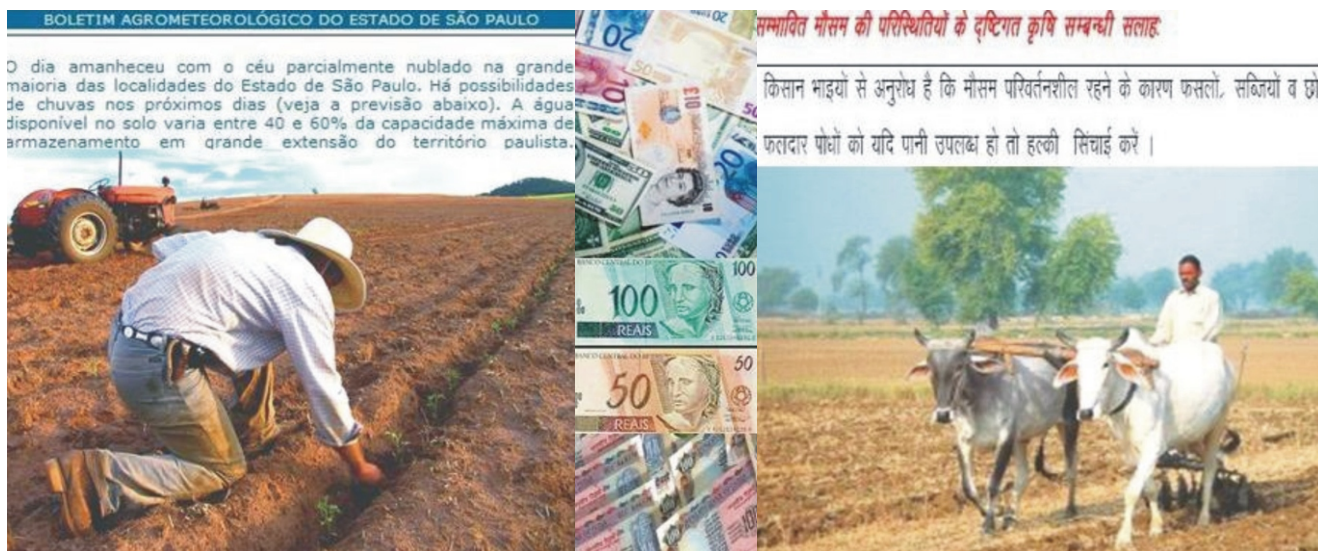 BOLETIM AGROMETEOROLÓGICO DO ESTADO DE SÃO PAULO
O dia amanheceu com o céu parcialmente nublado na grande
maioria das localidades do Estado de São Paulo. Há possibilidades
de chuvas nos próximos dias (veja a previsão abaixo). A água
disponível no solo varia entre 40 e 60% da capacidade máxima de
armazenamento em grande extensão do território paulista.
20
50
20
100
REAIS
100
50
REAIS
50
सम्भावित मौसम की परिस्थितियों के दृष्टिगत कृषि सम्बन्धी सलाहः
किसान भाइयों से अनुरोध है कि मौसम परिवर्तनशील रहने के कारण फसलों, सब्जियों व छो
फलदार पोधों को यदि पानी उपलब्ध हो तो हल्की सिंचाई करें ।